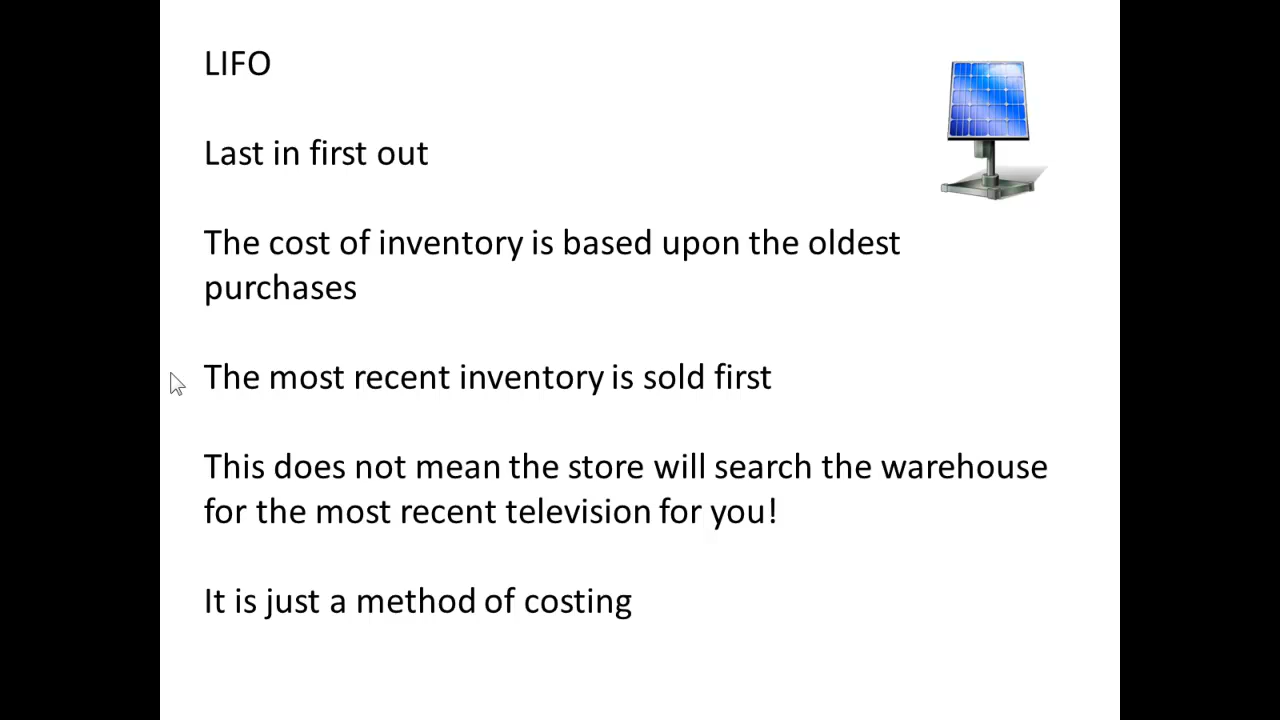 LIFO
Last in first out
The cost of inventory is based upon the oldest
purchases
The most recent inventory is sold first
This does not mean the store will search the warehouse
for the most recent television for you!
It is just a method of costing